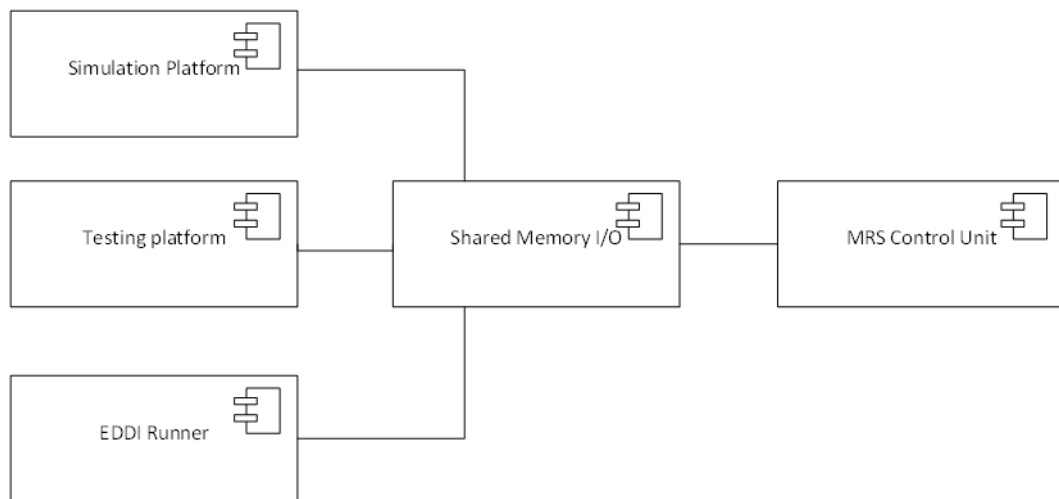 Simulation Platform
Testing platform
Shared Memory I/O
MRS Control Unit
EDDI Runner